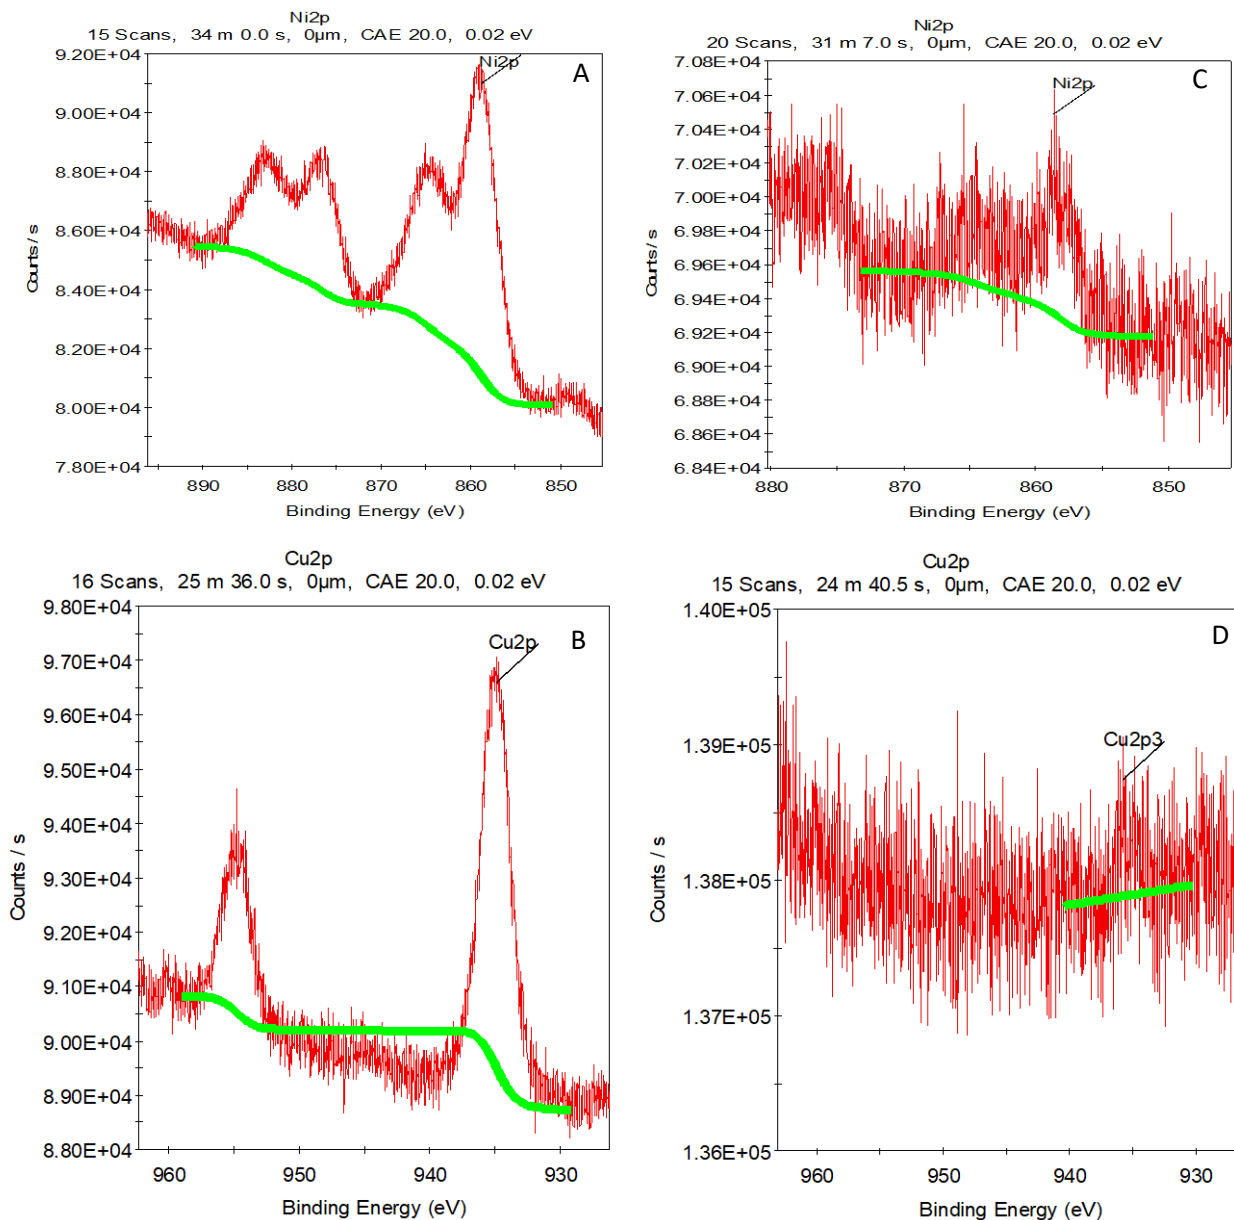 Ni2p
15 Scans, 34 m 0.0 s, 0µm, CAE 20.0, 0.02 eV
9.20E+04
9.10E+04
9.00E+04
8.80E+04
8.60E+04
8.40E+04
8.20E+04
8.00E+04
7.80E+04
Counts / s
Ni2p
A
890
880
870
860
850
Binding Energy (eV)
Ni2p
20 Scans, 31 m 7.0 s, 0µm, CAE 20.0, 0.02 eV
7.08E+04
7.06E+04
7.04E+04
7.02E+04
7.00E+04
6.98E+04
6.96E+04
6.94E+04
6.92E+04
6.90E+04
6.88E+04
6.86E+04
6.84E+04
Counts / s
Ni2p
C
880
870
860
850
Binding Energy (eV)
Cu2p
16 Scans, 25 m 36.0 s, 0µm, CAE 20.0, 0.02 eV
9.80E+04
9.70E+04
9.60E+04
9.50E+04
9.40E+04
9.30E+04
9.20E+04
9.10E+04
9.00E+04
8.90E+04
8.80E+04
Counts / s
Cu2p
B
960
950
940
930
Binding Energy (eV)
Cu2p
15 Scans, 24 m 40.5 s, 0µm, CAE 20.0, 0.02 eV
1.40E+05
1.39E+05
1.38E+05
1.37E+05
1.36E+05
Counts / s
Cu2p3
D
960
950
940
930
Binding Energy (eV)